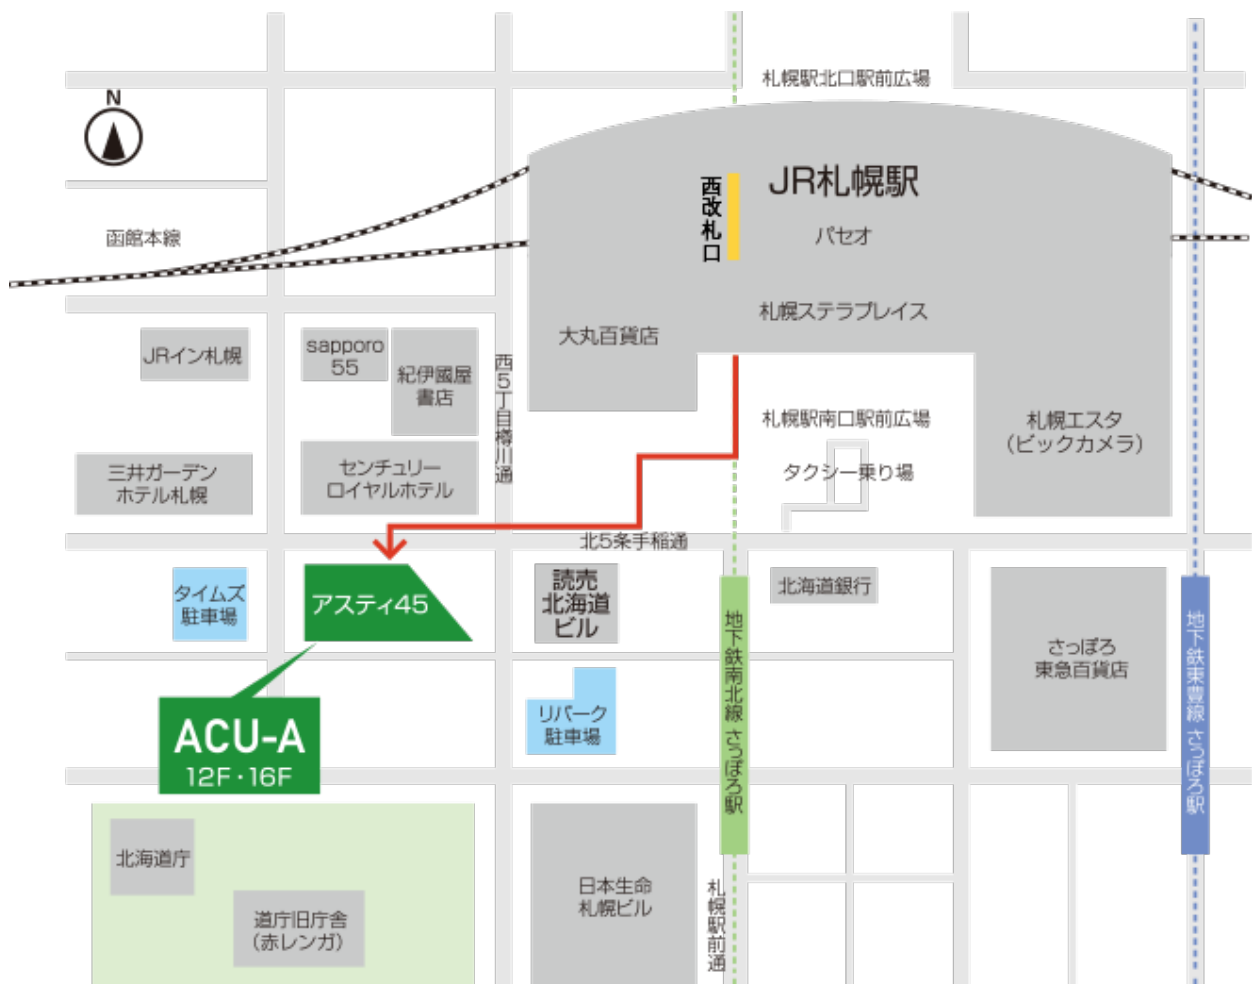 札幌駅北口駅前広場
N
JR札幌駅
西改札口
パセオ
函館本線
札幌ステラプレイス
大丸百貨店
JRイン札幌
sapporo
55
紀伊國屋
書店
西5丁目樽川通
札幌駅南口駅前広場
札幌エスタ
(ビックカメラ)
タクシー乗り場
三井ガーデン
ホテル札幌
センチュリー
ロイヤルホテル
北5条手稲通
タイムズ
駐車場
アスティ45
読売
北海道
ビル
北海道銀行
地下鉄南北線 さっぽろ駅
地下鉄東豊線 さっぽろ駅
さっぽろ
東急百貨店
リパーク
駐車場
ACU-A
12F・16F
北海道庁
道庁旧庁舎
(赤レンガ)
日本生命
札幌ビル
札幌駅前通